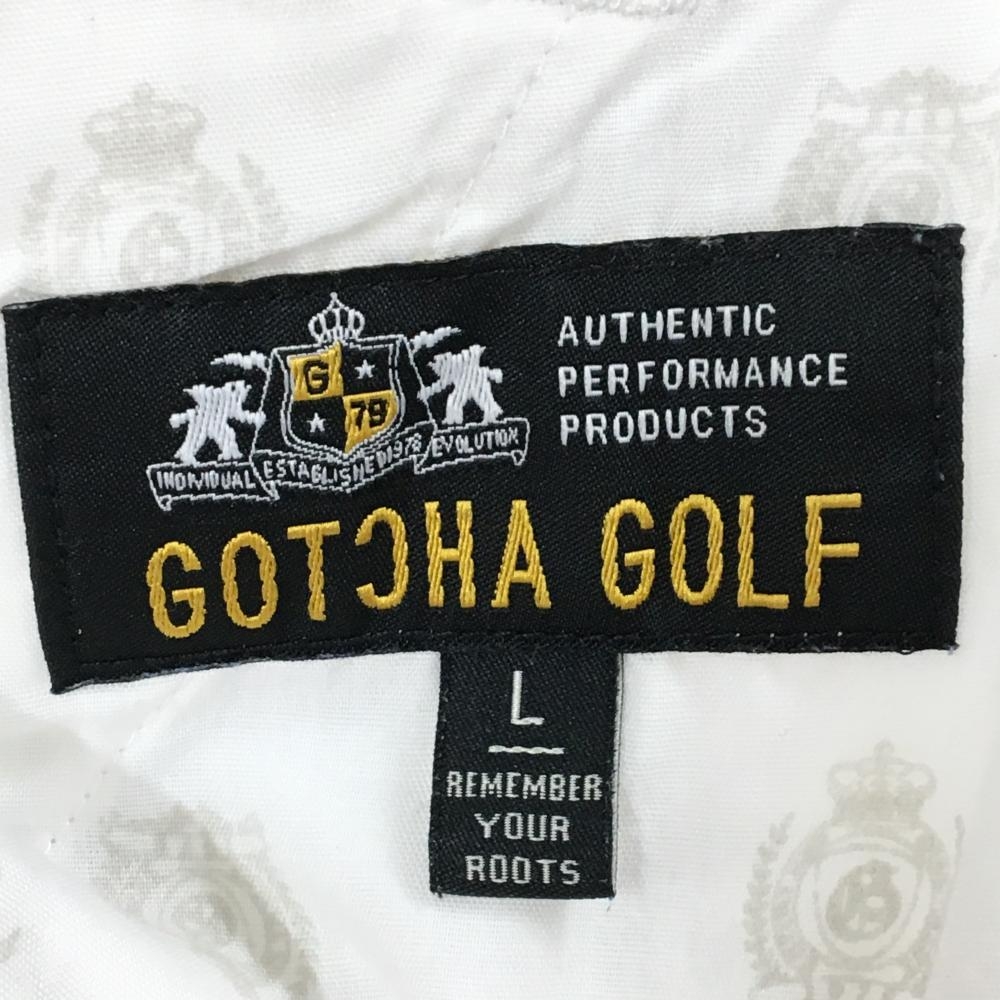 G
79
INDIVIDUAL ESTABLISHED 1978 EVOLUTION
AUTHENTIC
PERFORMANCE
PRODUCTS
GOTCHA GOLF
L
REMEMBER
YOUR
ROOTS